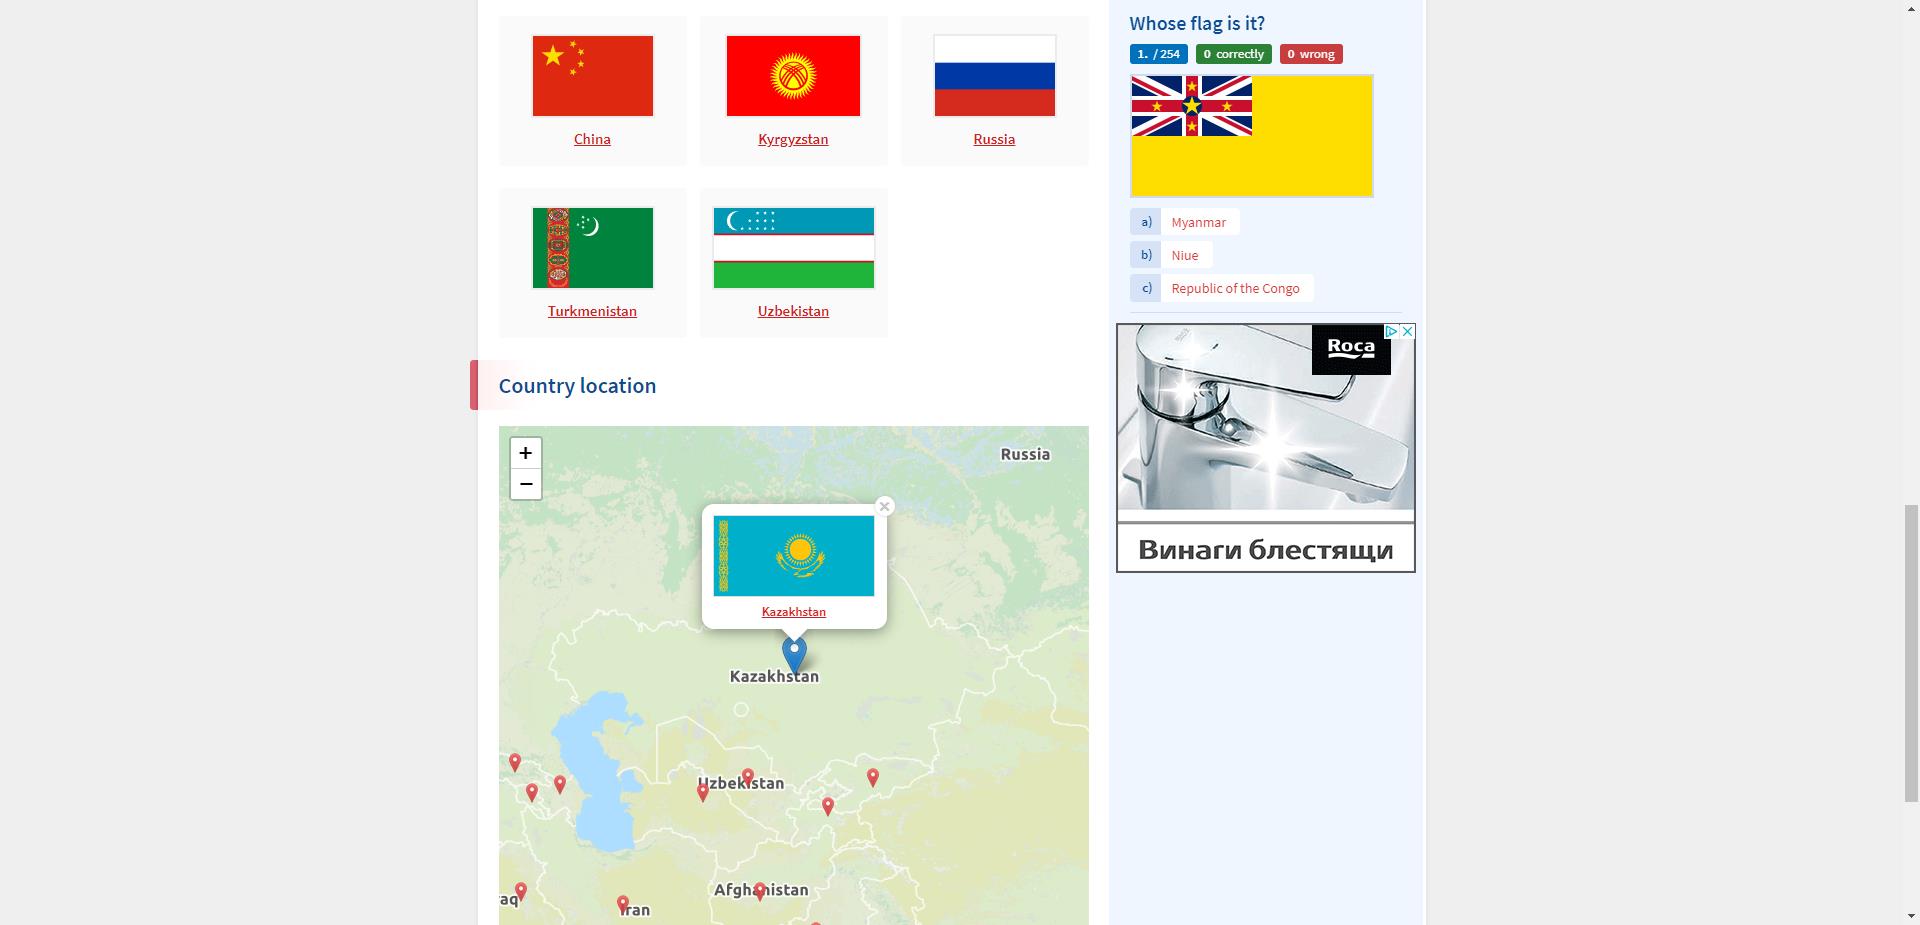 China
Kyrgyzstan
Russia
Turkmenistan
Uzbekistan
Country location
+
−
Russia
×
Kazakhstan
Kazakhstan
Uzbekistan
Afghanistan
aq
Iran
Whose flag is it?
1. / 254
0 correctly
0 wrong
a) Myanmar
b) Niue
c) Republic of the Congo
Roca
Винаги блестящи